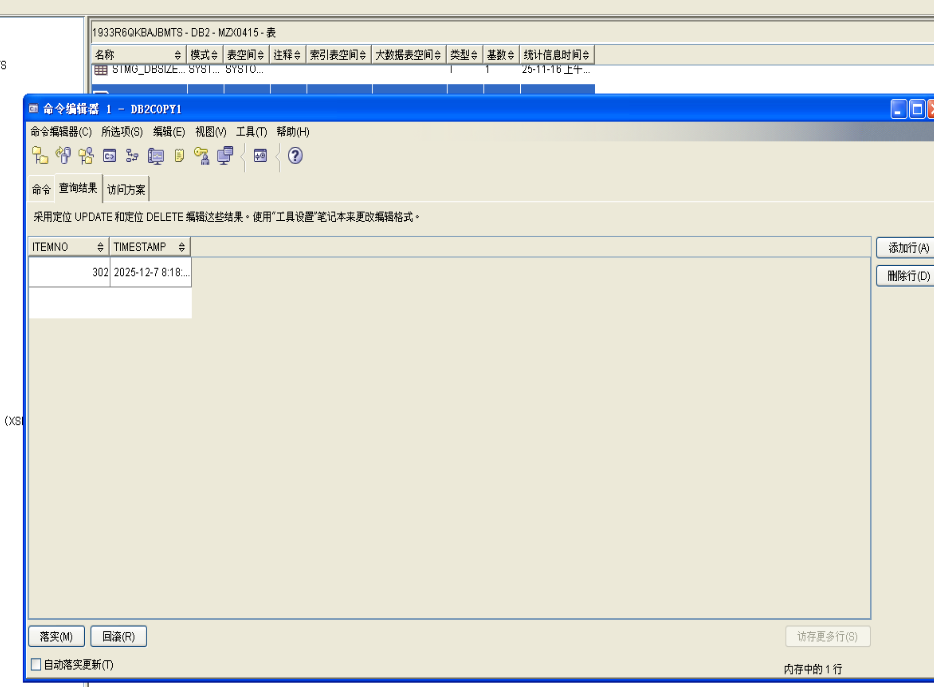 1933R6QKBAJBMTS - DB2 - MZX0415 - 表
名称 模式 表空间 注释 索引表空间 大数据表空间 类型 基数 统计信息时间
STMG_DBSIZE... SYST... SYSTO... T 1 25-11-16 上午...
命令编辑器 1 - DB2COPY1
命令编辑器(C) 所选项(S) 编辑(E) 视图(V) 工具(T) 帮助(H)
命令 查询结果 访问方案
采用定位 UPDATE 和定位 DELETE 编辑这些结果。使用“工具设置”笔记本来更改编辑格式。
ITEMNO TIMESTAMP
添加行(A)
302 2025-12-7 8:18:...
删除行(D)
(XSI
落实(M) 回滚(R) 访存更多行(S)
自动落实更新(T)
内存中的 1 行